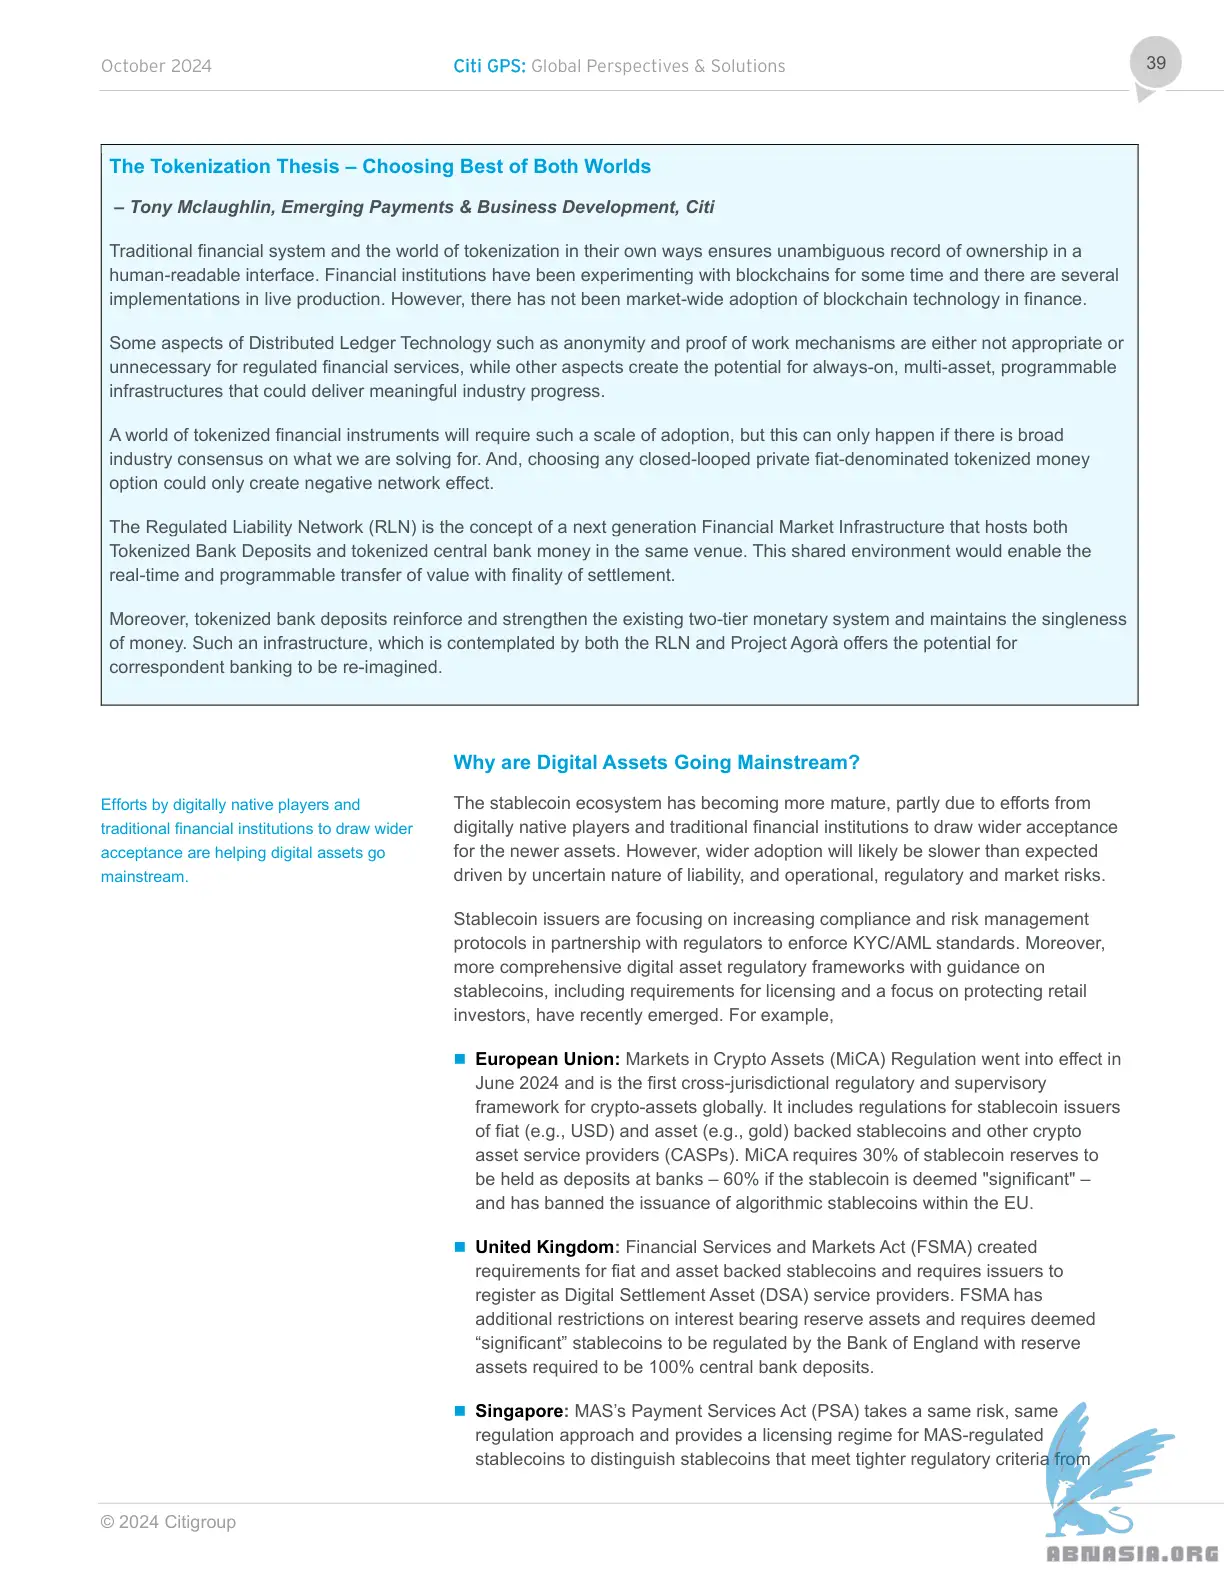 October 2024
Citi GPS: Global Perspectives & Solutions
39
The Tokenization Thesis – Choosing Best of Both Worlds
– Tony Mclaughlin, Emerging Payments & Business Development, Citi
Traditional financial system and the world of tokenization in their own ways ensures unambiguous record of ownership in a
human-readable interface. Financial institutions have been experimenting with blockchains for some time and there are several
implementations in live production. However, there has not been market-wide adoption of blockchain technology in finance.
Some aspects of Distributed Ledger Technology such as anonymity and proof of work mechanisms are either not appropriate or
unnecessary for regulated financial services, while other aspects create the potential for always-on, multi-asset, programmable
infrastructures that could deliver meaningful industry progress.
A world of tokenized financial instruments will require such a scale of adoption, but this can only happen if there is broad
industry consensus on what we are solving for. And, choosing any closed-looped private fiat-denominated tokenized money
option could only create negative network effect.
The Regulated Liability Network (RLN) is the concept of a next generation Financial Market Infrastructure that hosts both
Tokenized Bank Deposits and tokenized central bank money in the same venue. This shared environment would enable the
real-time and programmable transfer of value with finality of settlement.
Moreover, tokenized bank deposits reinforce and strengthen the existing two-tier monetary system and maintains the singleness
of money. Such an infrastructure, which is contemplated by both the RLN and Project Agorà offers the potential for
correspondent banking to be re-imagined.
Why are Digital Assets Going Mainstream?
Efforts by digitally native players and
traditional financial institutions to draw wider
acceptance are helping digital assets go
mainstream.
The stablecoin ecosystem has becoming more mature, partly due to efforts from
digitally native players and traditional financial institutions to draw wider acceptance
for the newer assets. However, wider adoption will likely be slower than expected
driven by uncertain nature of liability, and operational, regulatory and market risks.
Stablecoin issuers are focusing on increasing compliance and risk management
protocols in partnership with regulators to enforce KYC/AML standards. Moreover,
more comprehensive digital asset regulatory frameworks with guidance on
stablecoins, including requirements for licensing and a focus on protecting retail
investors, have recently emerged. For example,
European Union: Markets in Crypto Assets (MiCA) Regulation went into effect in
June 2024 and is the first cross-jurisdictional regulatory and supervisory
framework for crypto-assets globally. It includes regulations for stablecoin issuers
of fiat (e.g., USD) and asset (e.g., gold) backed stablecoins and other crypto
asset service providers (CASPs). MiCA requires 30% of stablecoin reserves to
be held as deposits at banks – 60% if the stablecoin is deemed "significant" –
and has banned the issuance of algorithmic stablecoins within the EU.
United Kingdom: Financial Services and Markets Act (FSMA) created
requirements for fiat and asset backed stablecoins and requires issuers to
register as Digital Settlement Asset (DSA) service providers. FSMA has
additional restrictions on interest bearing reserve assets and requires deemed
“significant” stablecoins to be regulated by the Bank of England with reserve
assets required to be 100% central bank deposits.
Singapore: MAS’s Payment Services Act (PSA) takes a same risk, same
regulation approach and provides a licensing regime for MAS-regulated
stablecoins to distinguish stablecoins that meet tighter regulatory criteria from
© 2024 Citigroup
ABNASIA.ORG